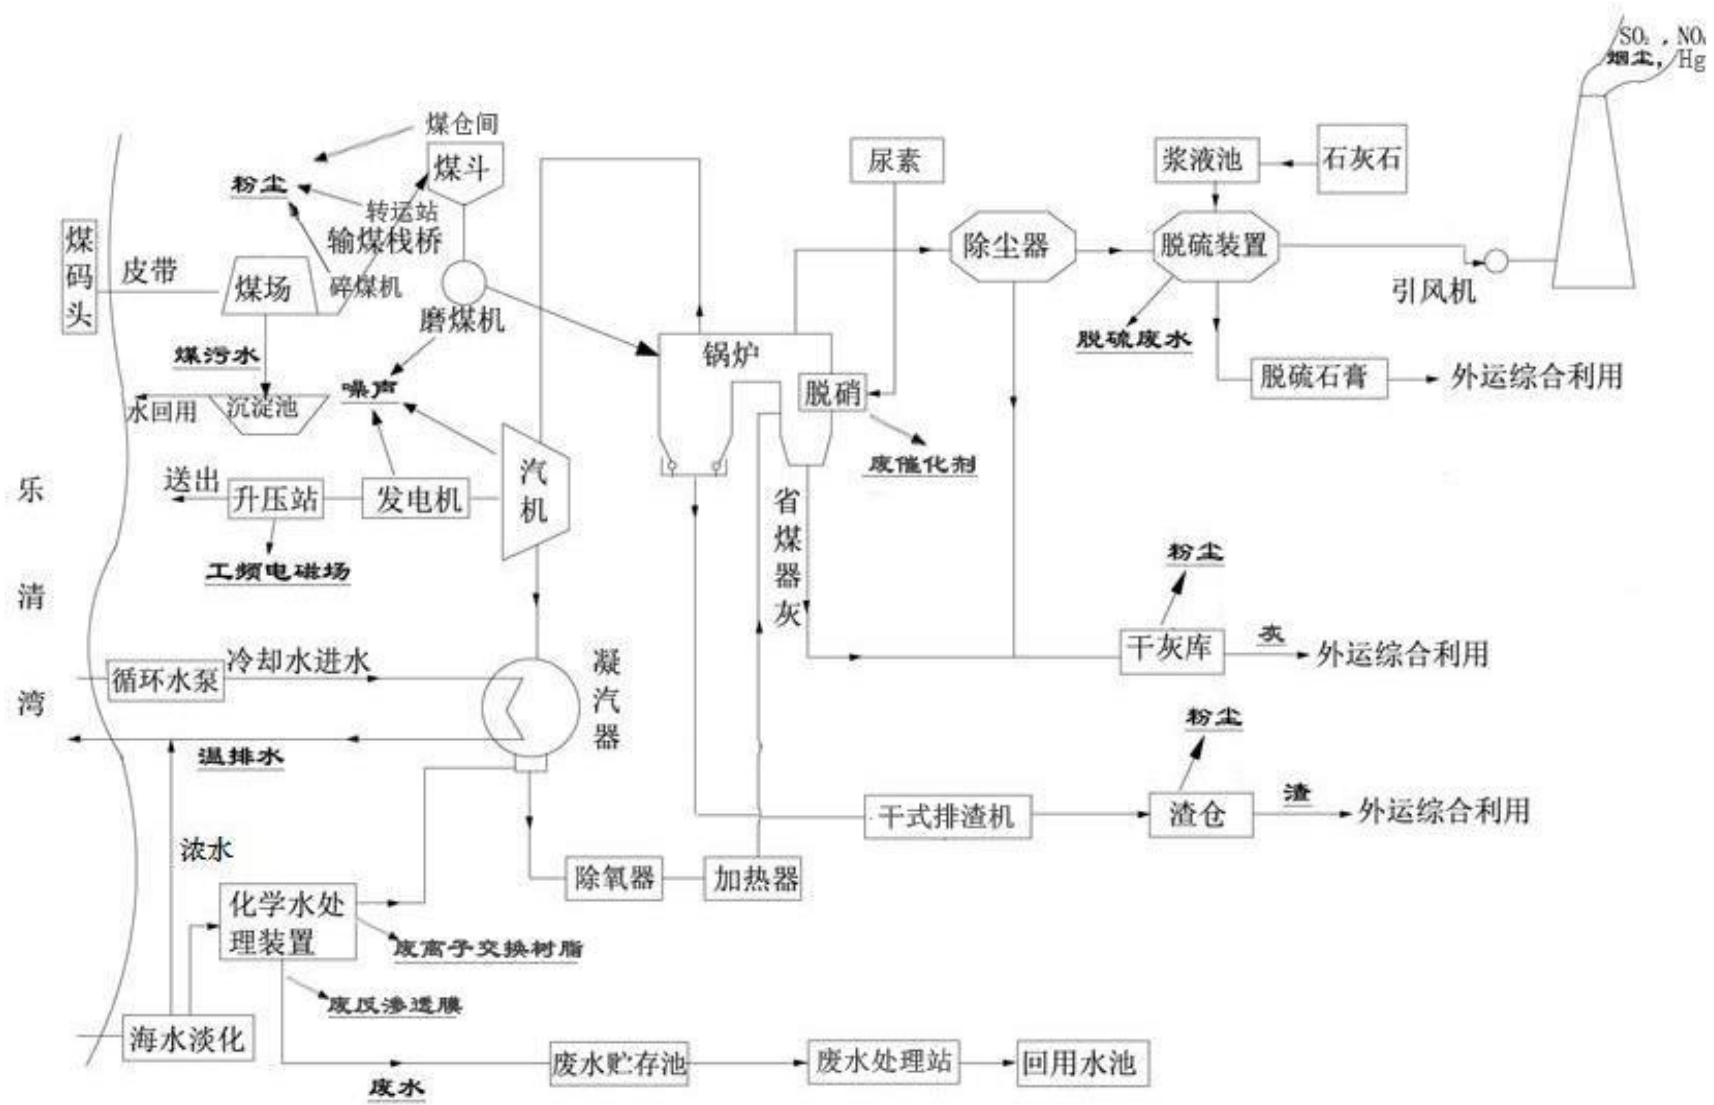 SO₂，NOₓ
烟尘，Hg
煤仓间
煤斗
粉尘
转运站
输煤栈桥
煤码头
皮带
煤场
碎煤机
磨煤机
煤污水
噪声
水回用
沉淀池
尿素
浆液池
石灰石
除尘器
脱硫装置
引风机
锅炉
脱硝
脱硫废水
脱硫石膏
外运综合利用
废催化剂
汽机
送出
升压站
发电机
工频电磁场
省煤器灰
乐清湾
粉尘
干灰库
灰
外运综合利用
循环水泵
冷却水进水
凝汽器
温排水
粉尘
干式排渣机
渣仓
渣
外运综合利用
浓水
除氧器
加热器
化学水处
理装置
废离子交换树脂
废反渗透膜
海水淡化
废水
废水贮存池
废水处理站
回用水池